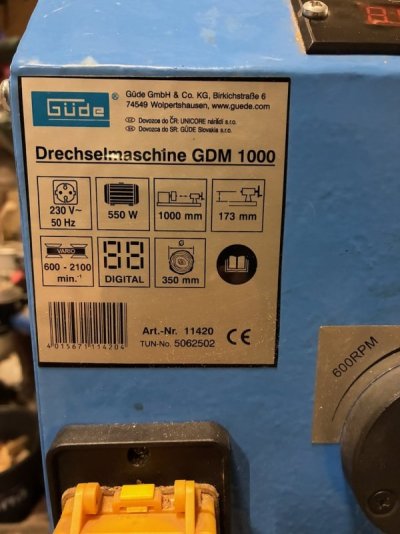 Güde®
Güde GmbH & Co. KG, Birkichstraße 6
74549 Wolpertshausen, www.guede.com
Dovozca do ČR: UNICORE nářadí s.r.o.
Dovozca do SR: GÜDE Slovakia s.r.o.
Drechselmaschine GDM 1000
230 V~
50 Hz
550 W
1000 mm
173 mm
VARIO
600 - 2100
min.-1
88
DIGITAL
350 mm
4 015671 114204
Art.-Nr. 11420
TUN-No. 5062502
CE
600RPM